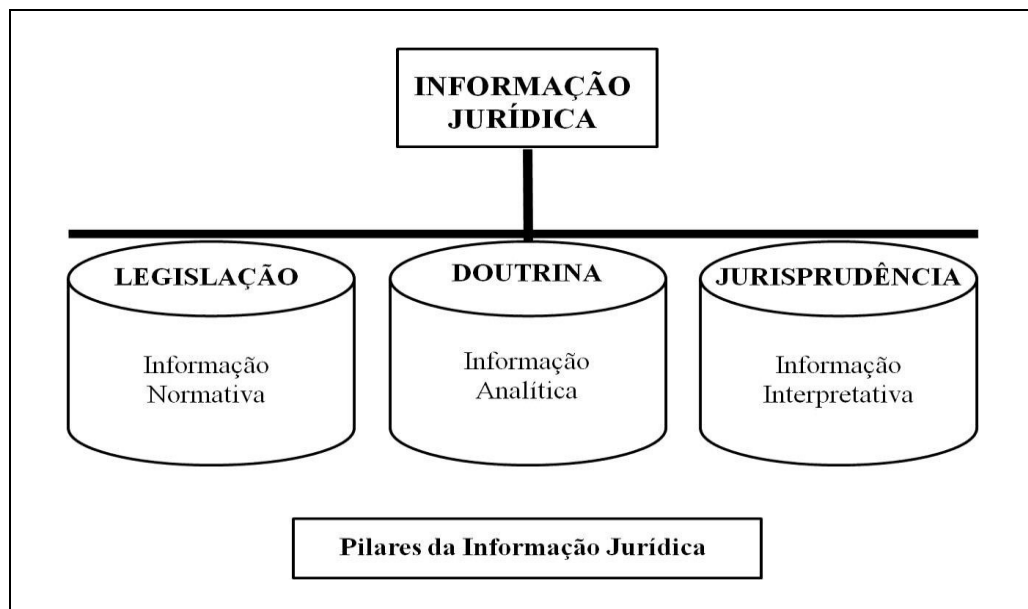 INFORMAÇÃO
JURÍDICA
LEGISLAÇÃO
Informação
Normativa
DOUTRINA
Informação
Analítica
JURISPRUDÊNCIA
Informação
Interpretativa
Pilares da Informação Jurídica